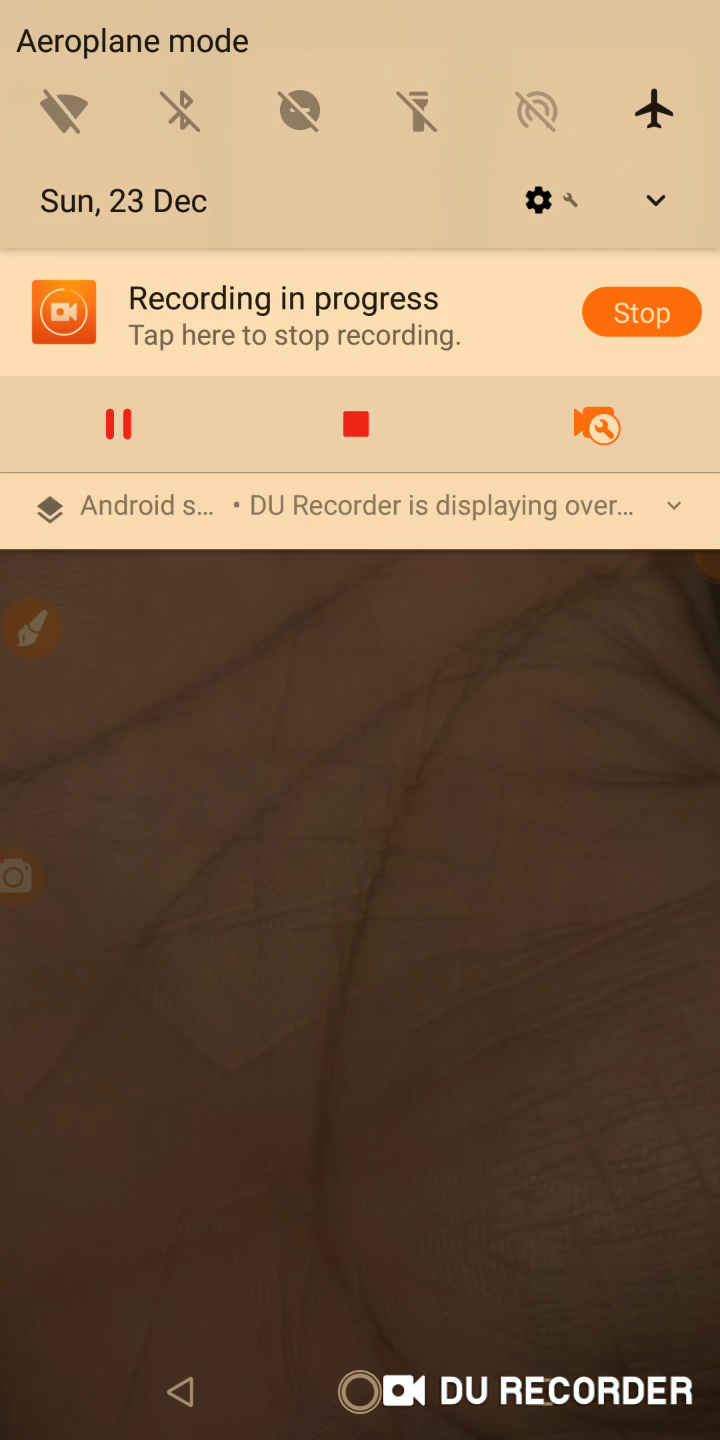 Aeroplane mode
Sun, 23 Dec
Recording in progress
Tap here to stop recording.
Stop
Android s... • DU Recorder is displaying over...
DU RECORDER